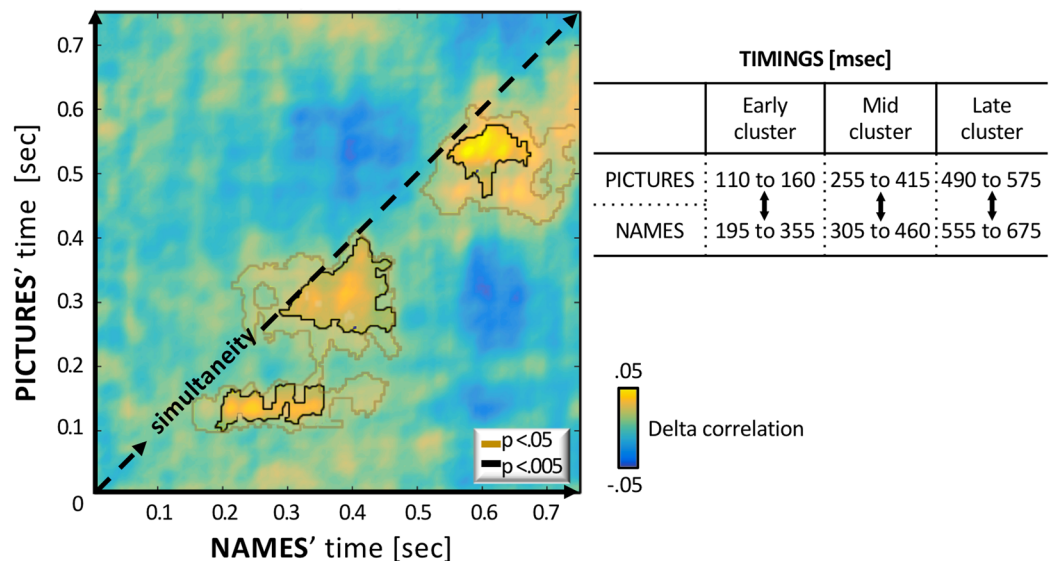 0.7
0.6
0.5
0.4
0.3
0.2
0.1
0
PICTURES' time [sec]
simultaneity
p <.05
p <.005
0.1 0.2 0.3 0.4 0.5 0.6 0.7
NAMES' time [sec]
TIMINGS [msec]
Early cluster Mid cluster Late cluster
PICTURES 110 to 160 255 to 415 490 to 575
NAMES 195 to 355 305 to 460 555 to 675
.05
Delta correlation
-.05